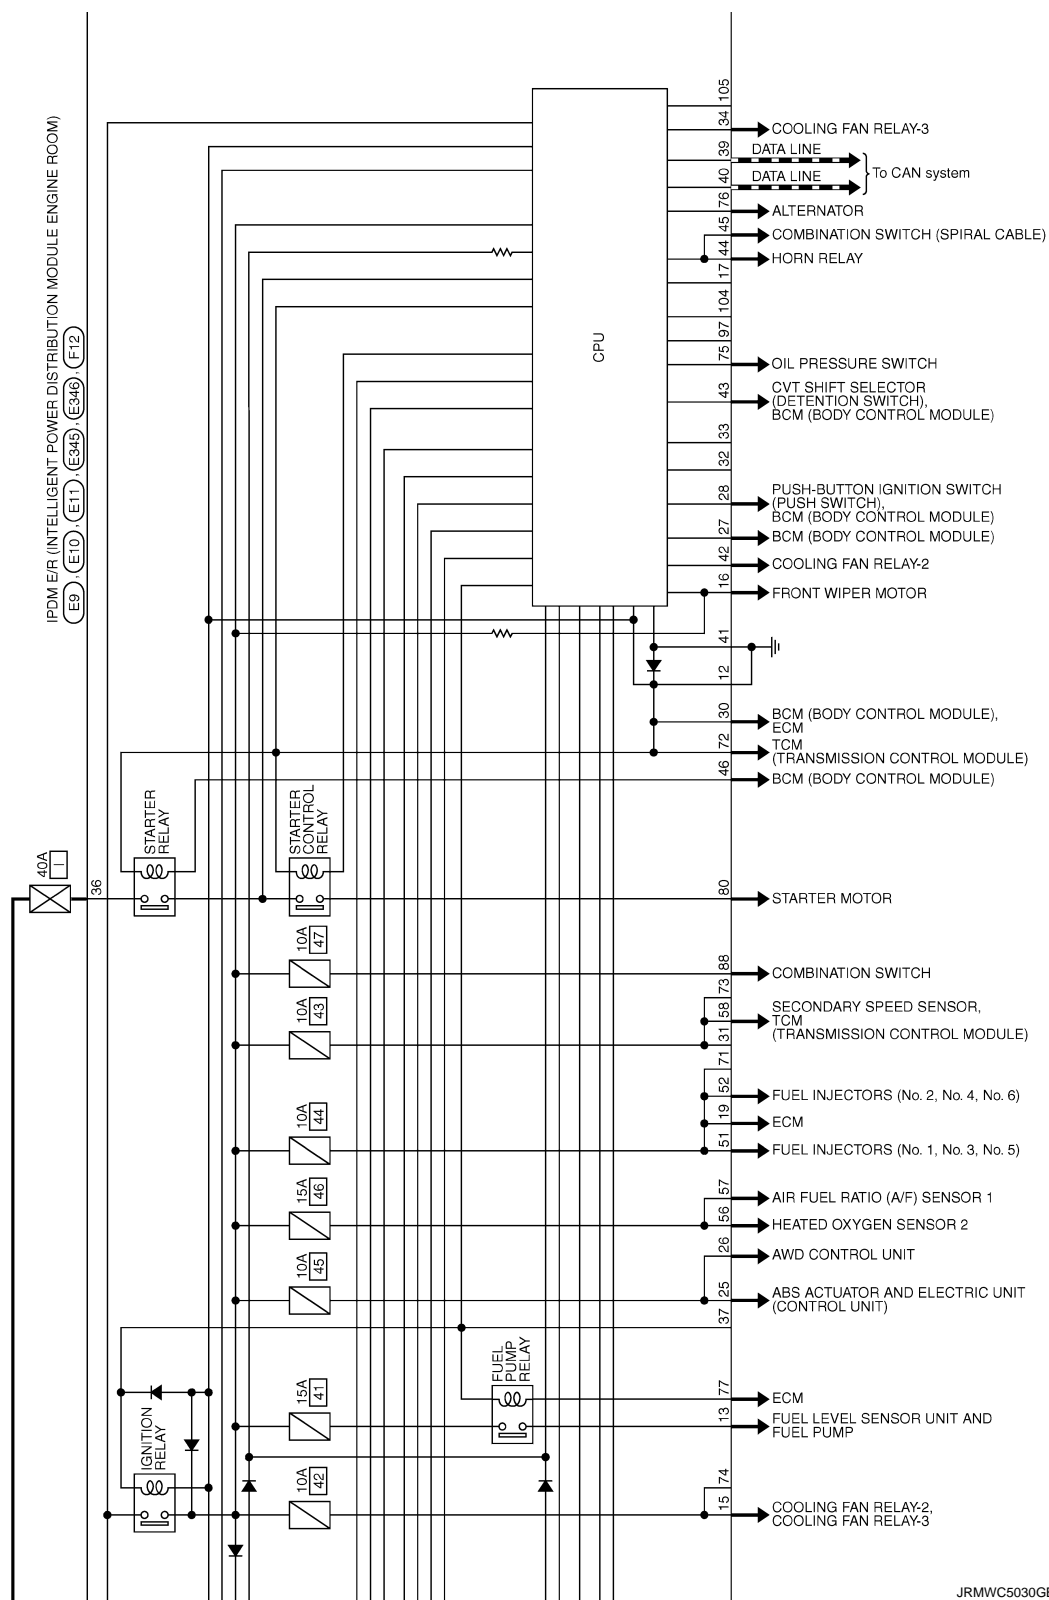 IPDM E/R (INTELLIGENT POWER DISTRIBUTION MODULE ENGINE ROOM)
E9 , E10 , E11 , E345 , E346 , F12
CPU
105
34
COOLING FAN RELAY-3
39
DATA LINE
40
DATA LINE
To CAN system
76
ALTERNATOR
45
COMBINATION SWITCH (SPIRAL CABLE)
44
HORN RELAY
17
104
97
75
OIL PRESSURE SWITCH
43
CVT SHIFT SELECTOR
(DETENTION SWITCH),
BCM (BODY CONTROL MODULE)
33
32
28
PUSH-BUTTON IGNITION SWITCH
(PUSH SWITCH),
BCM (BODY CONTROL MODULE)
27
BCM (BODY CONTROL MODULE)
42
COOLING FAN RELAY-2
16
FRONT WIPER MOTOR
41
12
30
BCM (BODY CONTROL MODULE),
ECM
72
TCM
(TRANSMISSION CONTROL MODULE)
46
BCM (BODY CONTROL MODULE)
STARTER
RELAY
STARTER
CONTROL
RELAY
40A
I
36
80
STARTER MOTOR
10A
47
88
COMBINATION SWITCH
10A
43
73
58
31
SECONDARY SPEED SENSOR,
TCM
(TRANSMISSION CONTROL MODULE)
71
52
FUEL INJECTORS (No. 2, No. 4, No. 6)
19
ECM
10A
44
51
FUEL INJECTORS (No. 1, No. 3, No. 5)
15A
46
57
AIR FUEL RATIO (A/F) SENSOR 1
56
HEATED OXYGEN SENSOR 2
26
AWD CONTROL UNIT
10A
45
25
ABS ACTUATOR AND ELECTRIC UNIT
(CONTROL UNIT)
37
FUEL
PUMP
RELAY
15A
41
77
ECM
13
FUEL LEVEL SENSOR UNIT AND
FUEL PUMP
IGNITION
RELAY
10A
42
74
15
COOLING FAN RELAY-2,
COOLING FAN RELAY-3
JRMWC5030GE